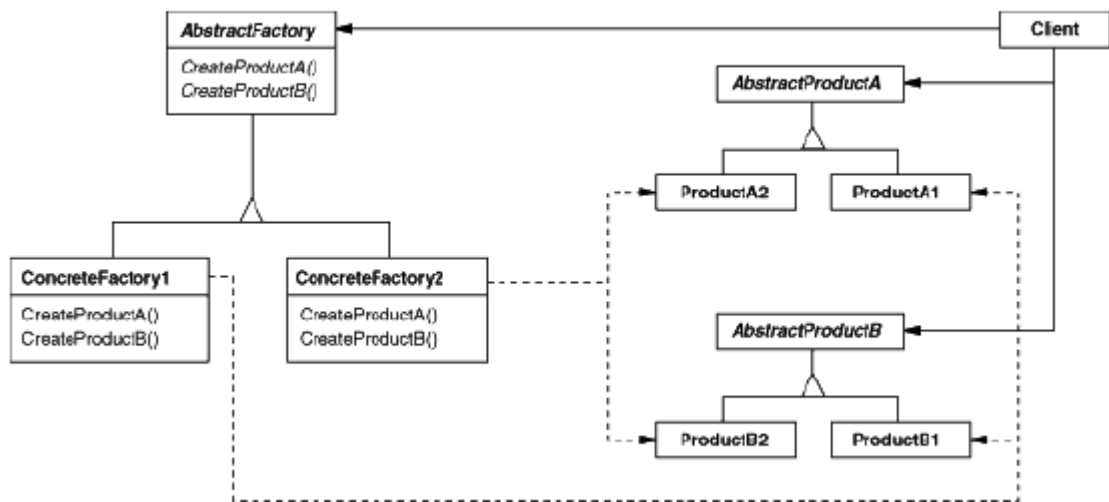 AbstractFactory
CreateProductA()
CreateProductB()
Client
AbstractProductA
ProductA2
ProductA1
ConcreteFactory1
CreateProductA()
CreateProductB()
ConcreteFactory2
CreateProductA()
CreateProductB()
AbstractProductB
ProductB2
ProductB1